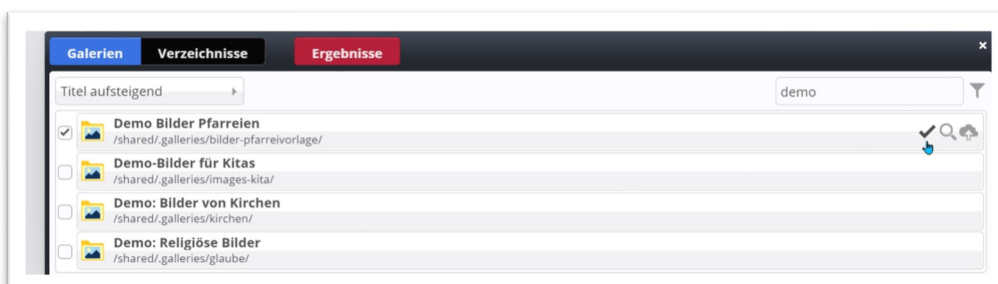 Galerien Verzeichnisse Ergebnisse
Titel aufsteigend demo
Demo Bilder Pfarreien
/shared/.galleries/bilder-pfarreivorlage/
Demo-Bilder für Kitas
/shared/.galleries/images-kita/
Demo: Bilder von Kirchen
/shared/.galleries/kirchen/
Demo: Religiöse Bilder
/shared/.galleries/glaube/